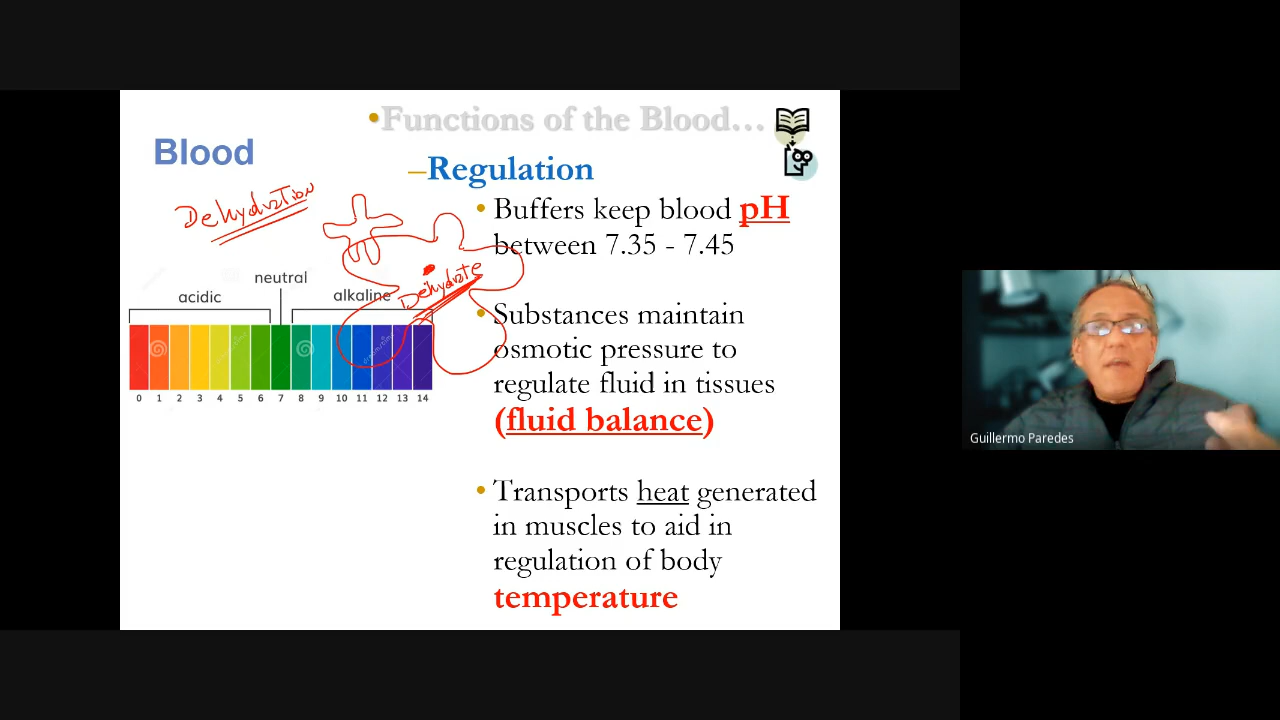 •Functions of the Blood…
Blood
–Regulation
Dehydration
• Buffers keep blood pH
between 7.35 - 7.45
neutral
acidic
alkaline
Dehydrate
0 1 2 3 4 5 6 7 8 9 10 11 12 13 14
• Substances maintain
osmotic pressure to
regulate fluid in tissues
(fluid balance)
• Transports heat generated
in muscles to aid in
regulation of body
temperature
Guillermo Paredes